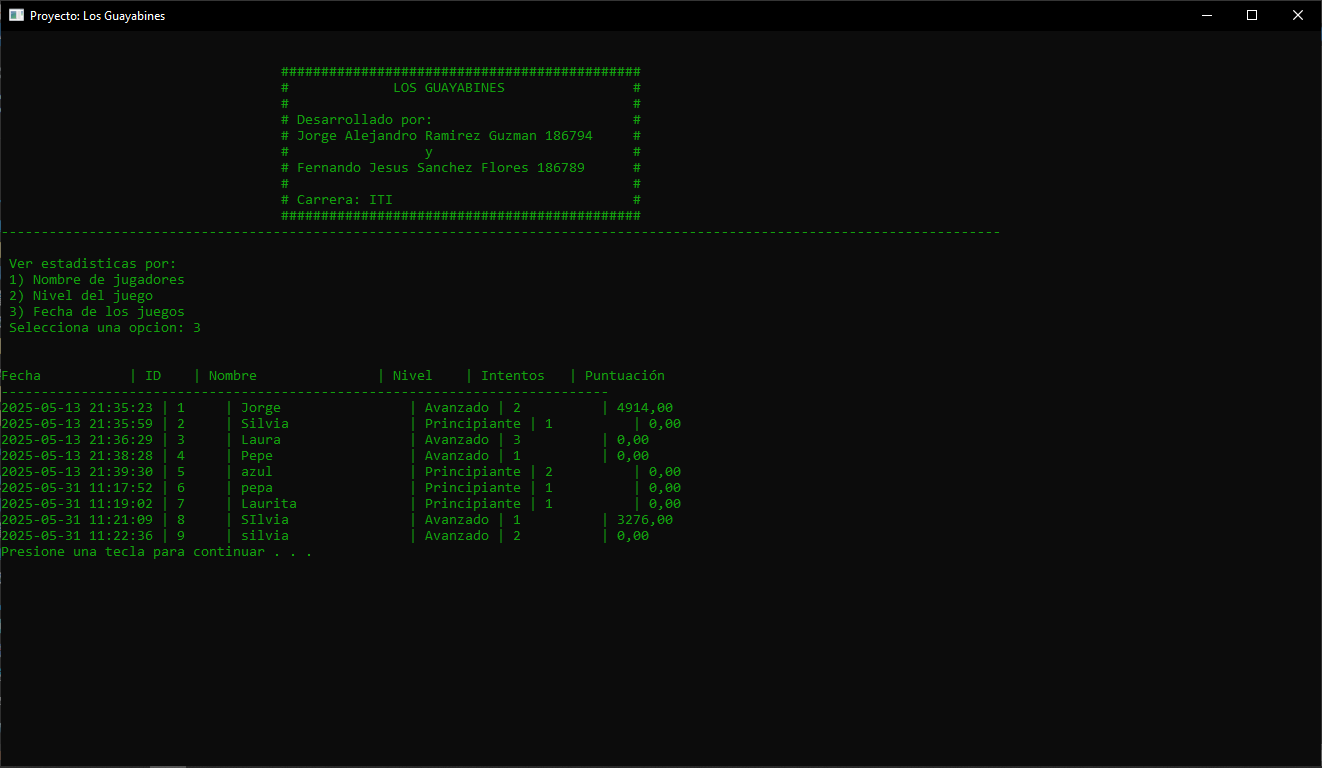 Proyecto: Los Guayabines
#############################################
# LOS GUAYABINES #
# #
# Desarrollado por: #
# Jorge Alejandro Ramirez Guzman 186794 #
# y #
# Fernando Jesus Sanchez Flores 186789 #
# #
# Carrera: ITI #
#############################################
-----------------------------------------------------------------------------------------------------------------------------
Ver estadisticas por:
1) Nombre de jugadores
2) Nivel del juego
3) Fecha de los juegos
Selecciona una opcion: 3
Fecha | ID | Nombre | Nivel | Intentos | Puntuación
----------------------------------------------------------------------------
2025-05-13 21:35:23 | 1 | Jorge | Avanzado | 2 | 4914,00
2025-05-13 21:35:59 | 2 | Silvia | Principiante | 1 | 0,00
2025-05-13 21:36:29 | 3 | Laura | Avanzado | 3 | 0,00
2025-05-13 21:38:28 | 4 | Pepe | Avanzado | 1 | 0,00
2025-05-13 21:39:30 | 5 | azul | Principiante | 2 | 0,00
2025-05-31 11:17:52 | 6 | pepa | Principiante | 1 | 0,00
2025-05-31 11:19:02 | 7 | Laurita | Principiante | 1 | 0,00
2025-05-31 11:21:09 | 8 | SIlvia | Avanzado | 1 | 3276,00
2025-05-31 11:22:36 | 9 | silvia | Avanzado | 2 | 0,00
Presione una tecla para continuar . . .